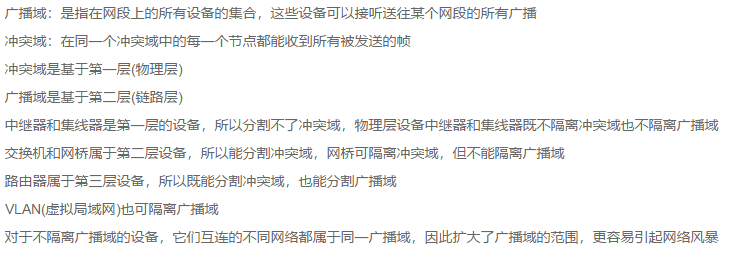 广播域：是指在网段上的所有设备的集合，这些设备可以接听送往某个网段的所有广播
冲突域：在同一个冲突域中的每一个节点都能收到所有被发送的帧
冲突域是基于第一层(物理层)
广播域是基于第二层(链路层)
中继器和集线器是第一层的设备，所以分割不了冲突域，物理层设备中继器和集线器既不隔离冲突域也不隔离广播域
交换机和网桥属于第二层设备，所以能分割冲突域，网桥可隔离冲突域，但不能隔离广播域
路由器属于第三层设备，所以既能分割冲突域，也能分割广播域
VLAN(虚拟局域网)也可隔离广播域
对于不隔离广播域的设备，它们互连的不同网络都属于同一广播域，因此扩大了广播域的范围，更容易引起网络风暴